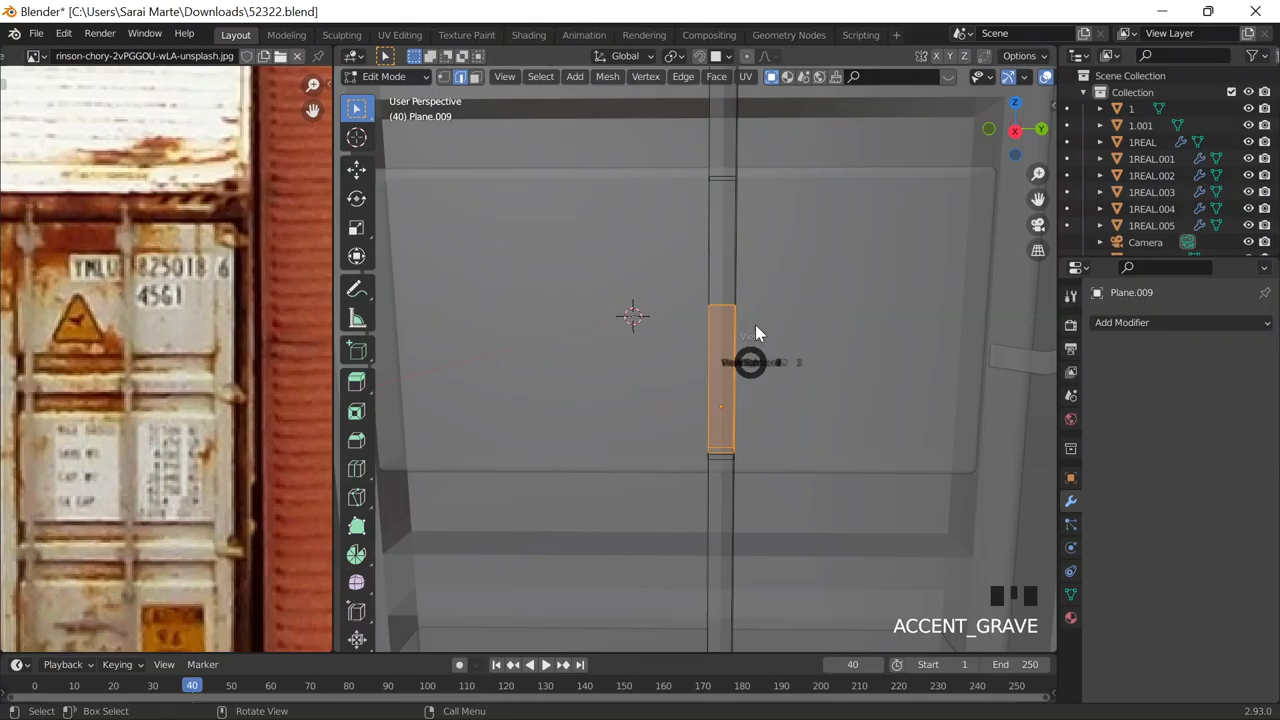 Blender* [C:\Users\Sarai Marte\Downloads\52322.blend]
File Edit Render Window Help Layout Modeling Sculpting UV Editing Texture Paint Shading Animation Rendering Compositing Geometry Nodes Scripting + Scene View Layer
rinson-chory-2vPGGOU-wLA-unsplash.jpg Global X Y Z Options
Edit Mode View Select Add Mesh Vertex Edge Face UV
User Perspective
(40) Plane.009
Scene Collection
Collection
1
1.001
1REAL
1REAL.001
1REAL.002
1REAL.003
1REAL.004
1REAL.005
Camera
Z
Y
X
YMLU 825018 6
45G1
Plane.009
Add Modifier
ACCENT_GRAVE
Playback Keying View Marker 40 Start 1 End 250
0 10 20 30 40 50 60 70 80 90 100 110 120 130 140 150 160 170 180 190 200 210 220 230 240 250
Select Box Select Rotate View Call Menu 2.93.0